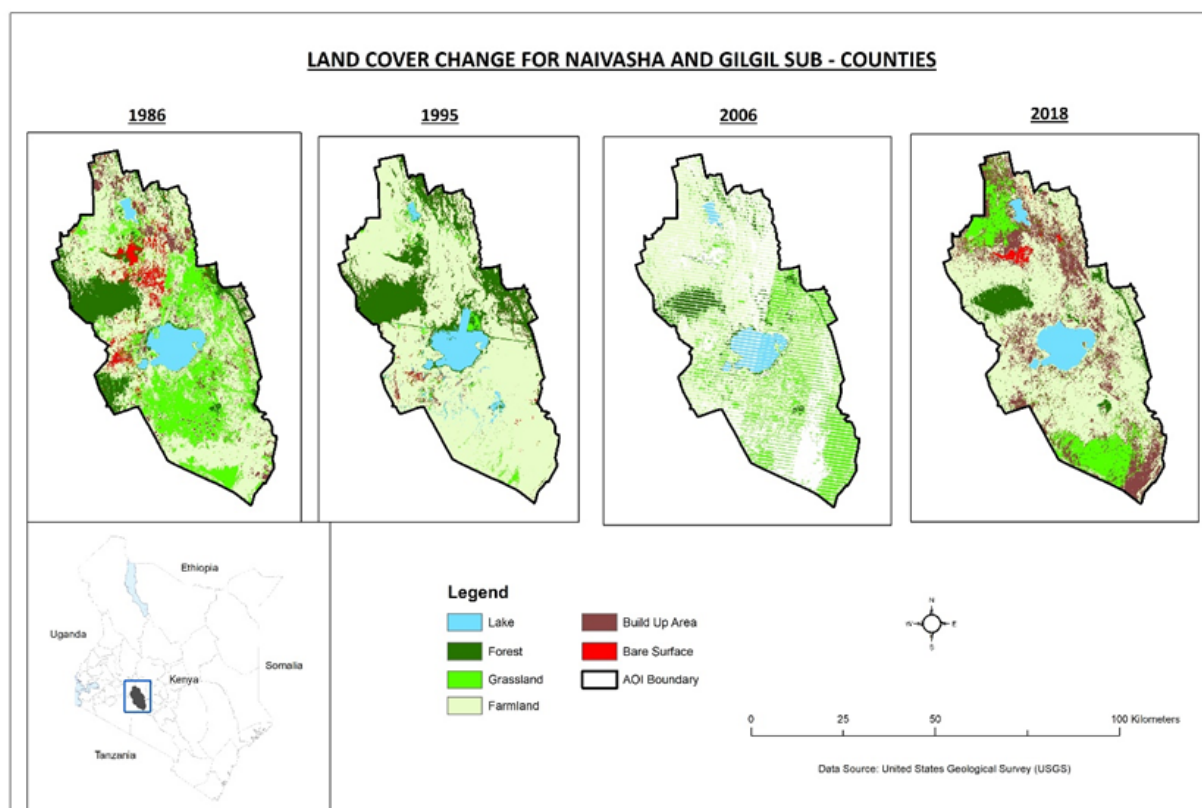 LAND COVER CHANGE FOR NAIVASHA AND GILGIL SUB - COUNTIES
1986
1995
2006
2018
Ethiopia
Uganda
Somalia
Kenya
Tanzania
Legend
Lake
Forest
Grassland
Farmland
Build Up Area
Bare Surface
AOI Boundary
N
W
E
S
0
25
50
100 Kilometers
Data Source: United States Geological Survey (USGS)